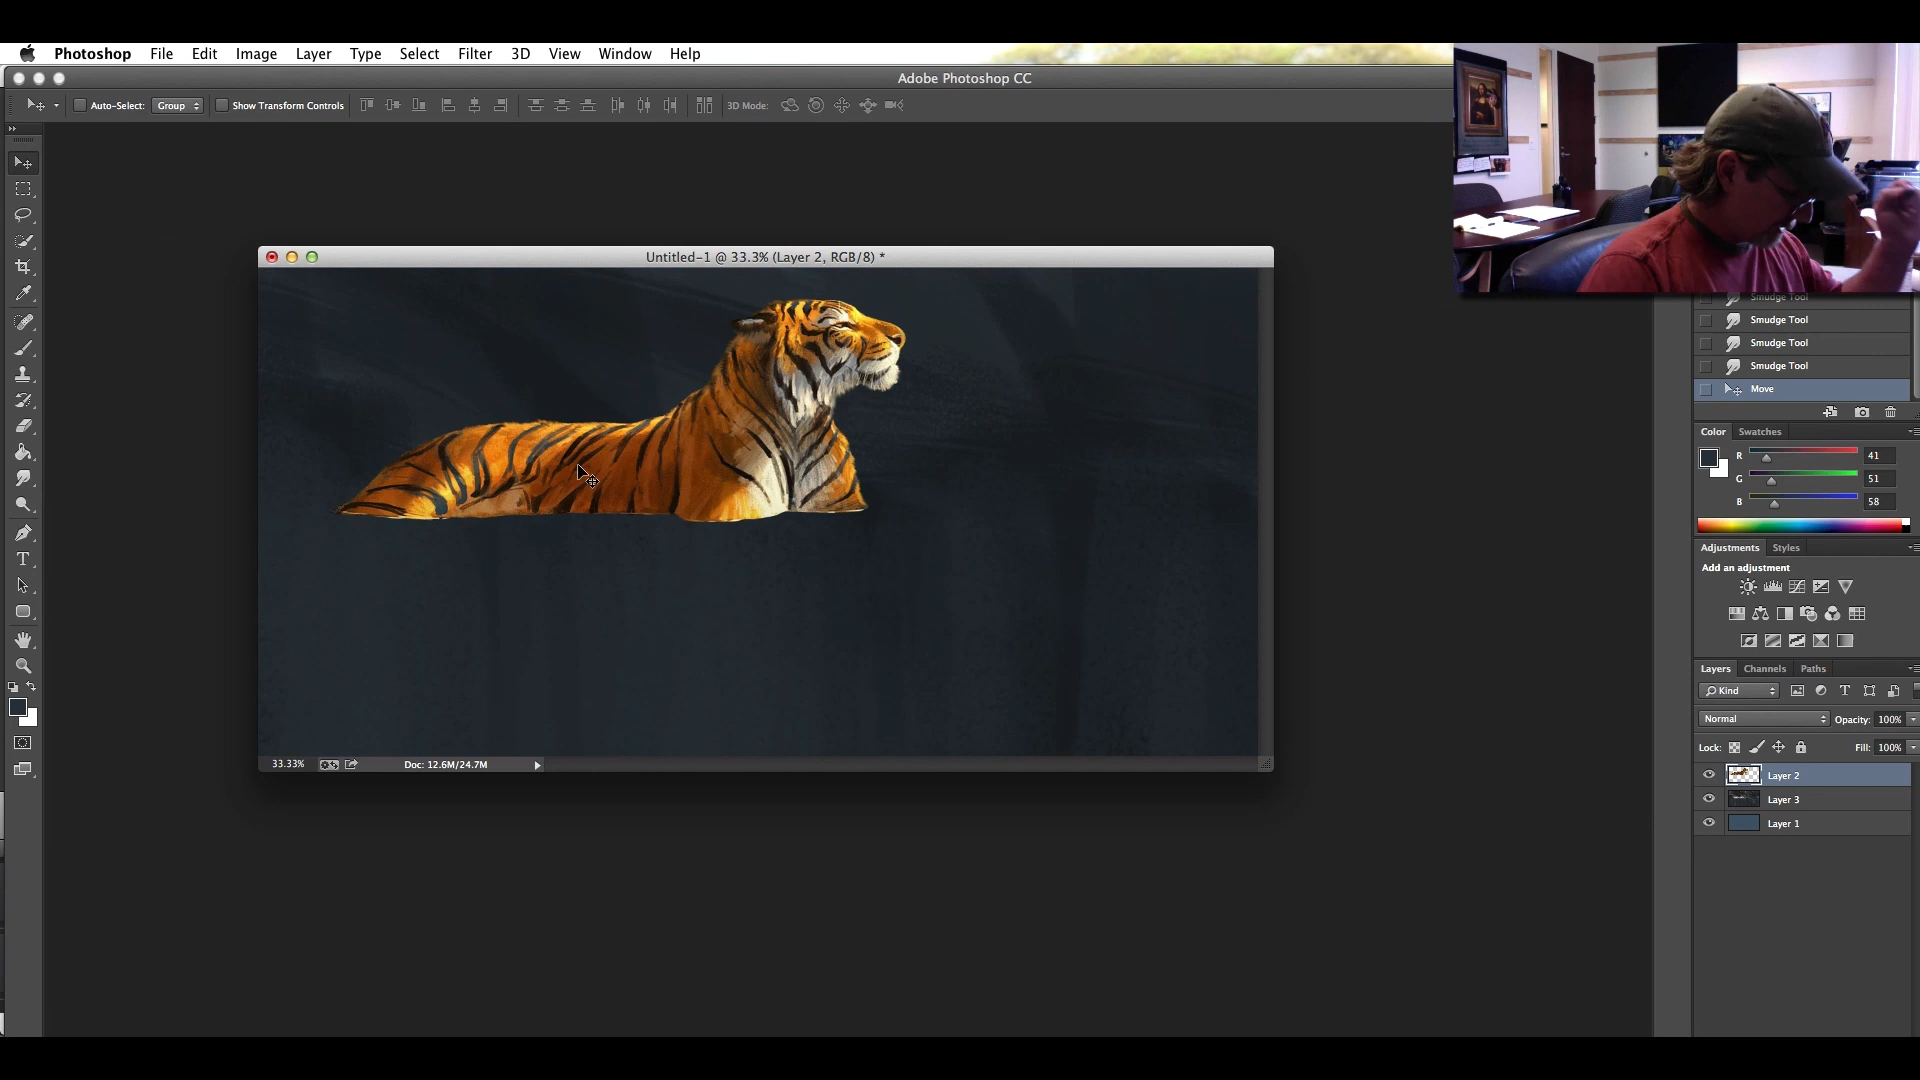 Photoshop File Edit Image Layer Type Select Filter 3D View Window Help
Adobe Photoshop CC
Auto-Select: Group Show Transform Controls 3D Mode:
Untitled-1 @ 33.3% (Layer 2, RGB/8) *
Smudge Tool
Smudge Tool
Smudge Tool
Smudge Tool
Move
Color Swatches
R 41
G 51
B 58
Adjustments Styles
Add an adjustment
Layers Channels Paths
Kind
Normal Opacity: 100%
Lock: Fill: 100%
Layer 2
Layer 3
Layer 1
33.33% Doc: 12.6M/24.7M